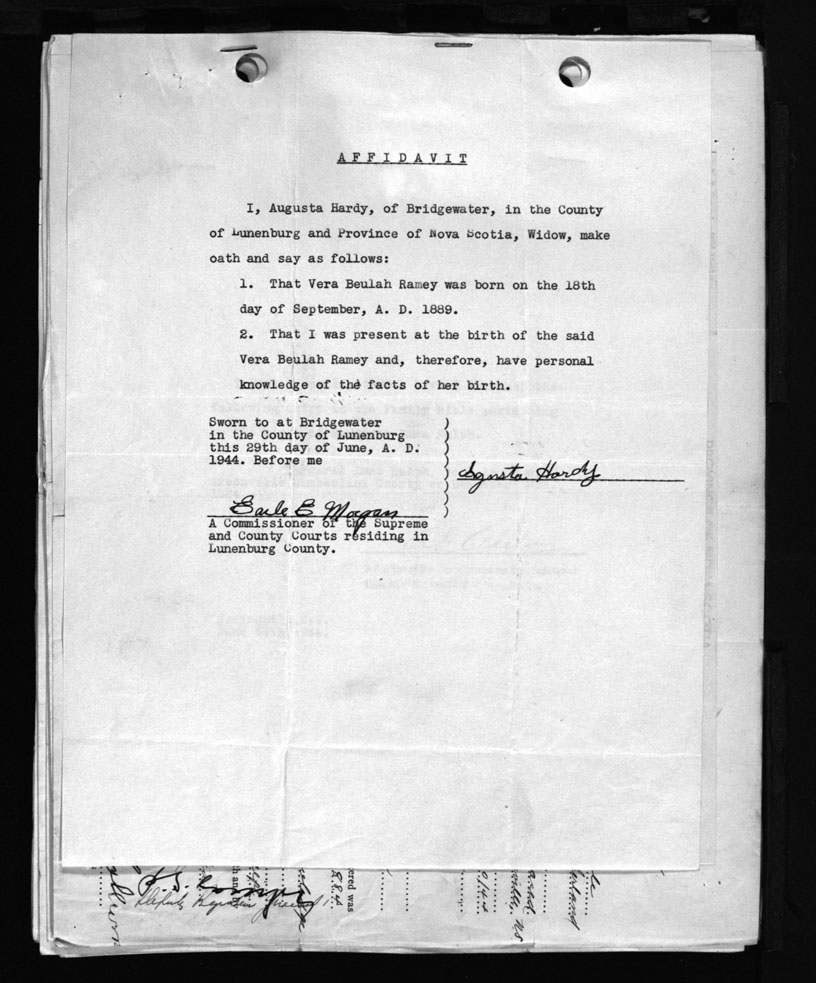 AFFIDAVIT
I, Augusta Hardy, of Bridgewater, in the County
of Lunenburg and Province of Nova Scotia, Widow, make
oath and say as follows:
1. That Vera Beulah Ramey was born on the 18th
day of September, A. D. 1889.
2. That I was present at the birth of the said
Vera Beulah Ramey and, therefore, have personal
knowledge of the facts of her birth.
Sworn to at Bridgewater )
in the County of Lunenburg )
this 29th day of June, A. D. )
1944. Before me )
Agusta Hardy
Earle E Morgan
A Commissioner of the Supreme
and County Courts residing in
Lunenburg County.
ored was